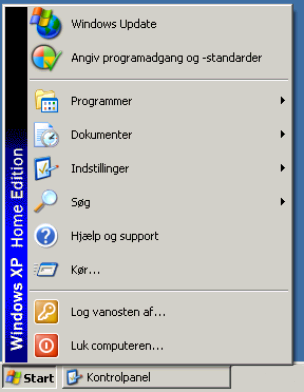 Windows Update
Angiv programadgang og -standarder
Programmer
Dokumenter
Indstillinger
Søg
Hjælp og support
Kør...
Log vanosten af...
Luk computeren...
Windows XP Home Edition
Start
Kontrolpanel